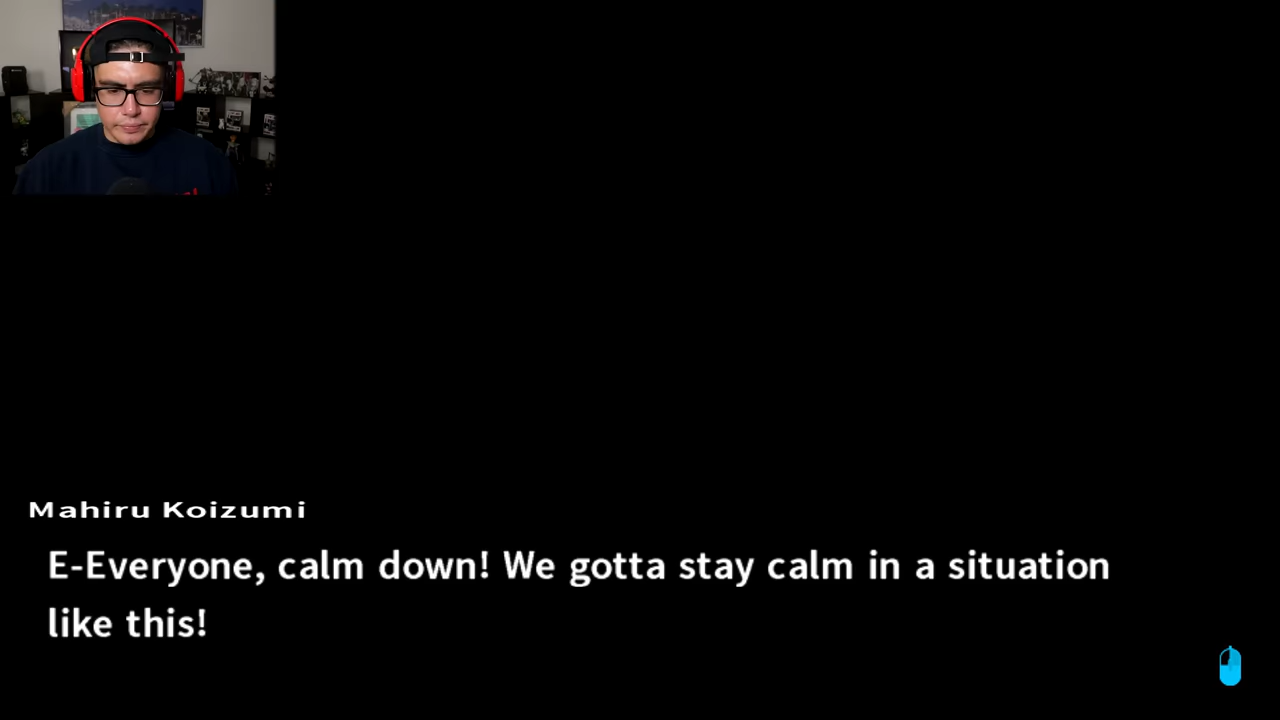 Mahiru Koizumi
E-Everyone, calm down! We gotta stay calm in a situation
like this!